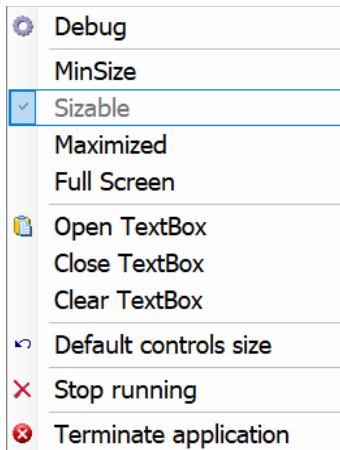 Debug
MinSize
Sizable
Maximized
Full Screen
Open TextBox
Close TextBox
Clear TextBox
Default controls size
Stop running
Terminate application